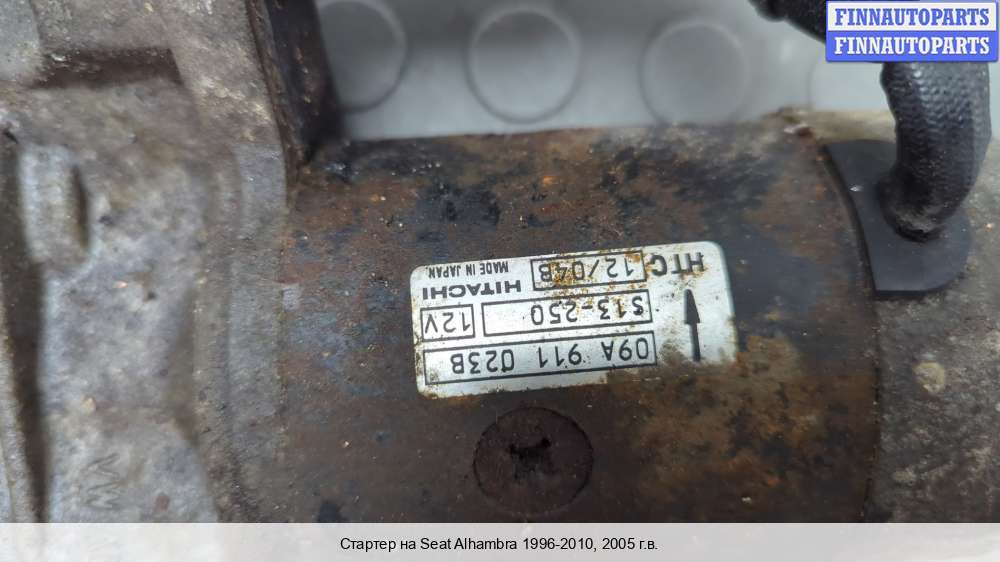 FINNAUTOPARTS
FINNAUTOPARTS
09A 911 023B
S13-250 12V
HTC 12/04B HITACHI
MADE IN JAPAN
Стартер на Seat Alhambra 1996-2010, 2005 г.в.